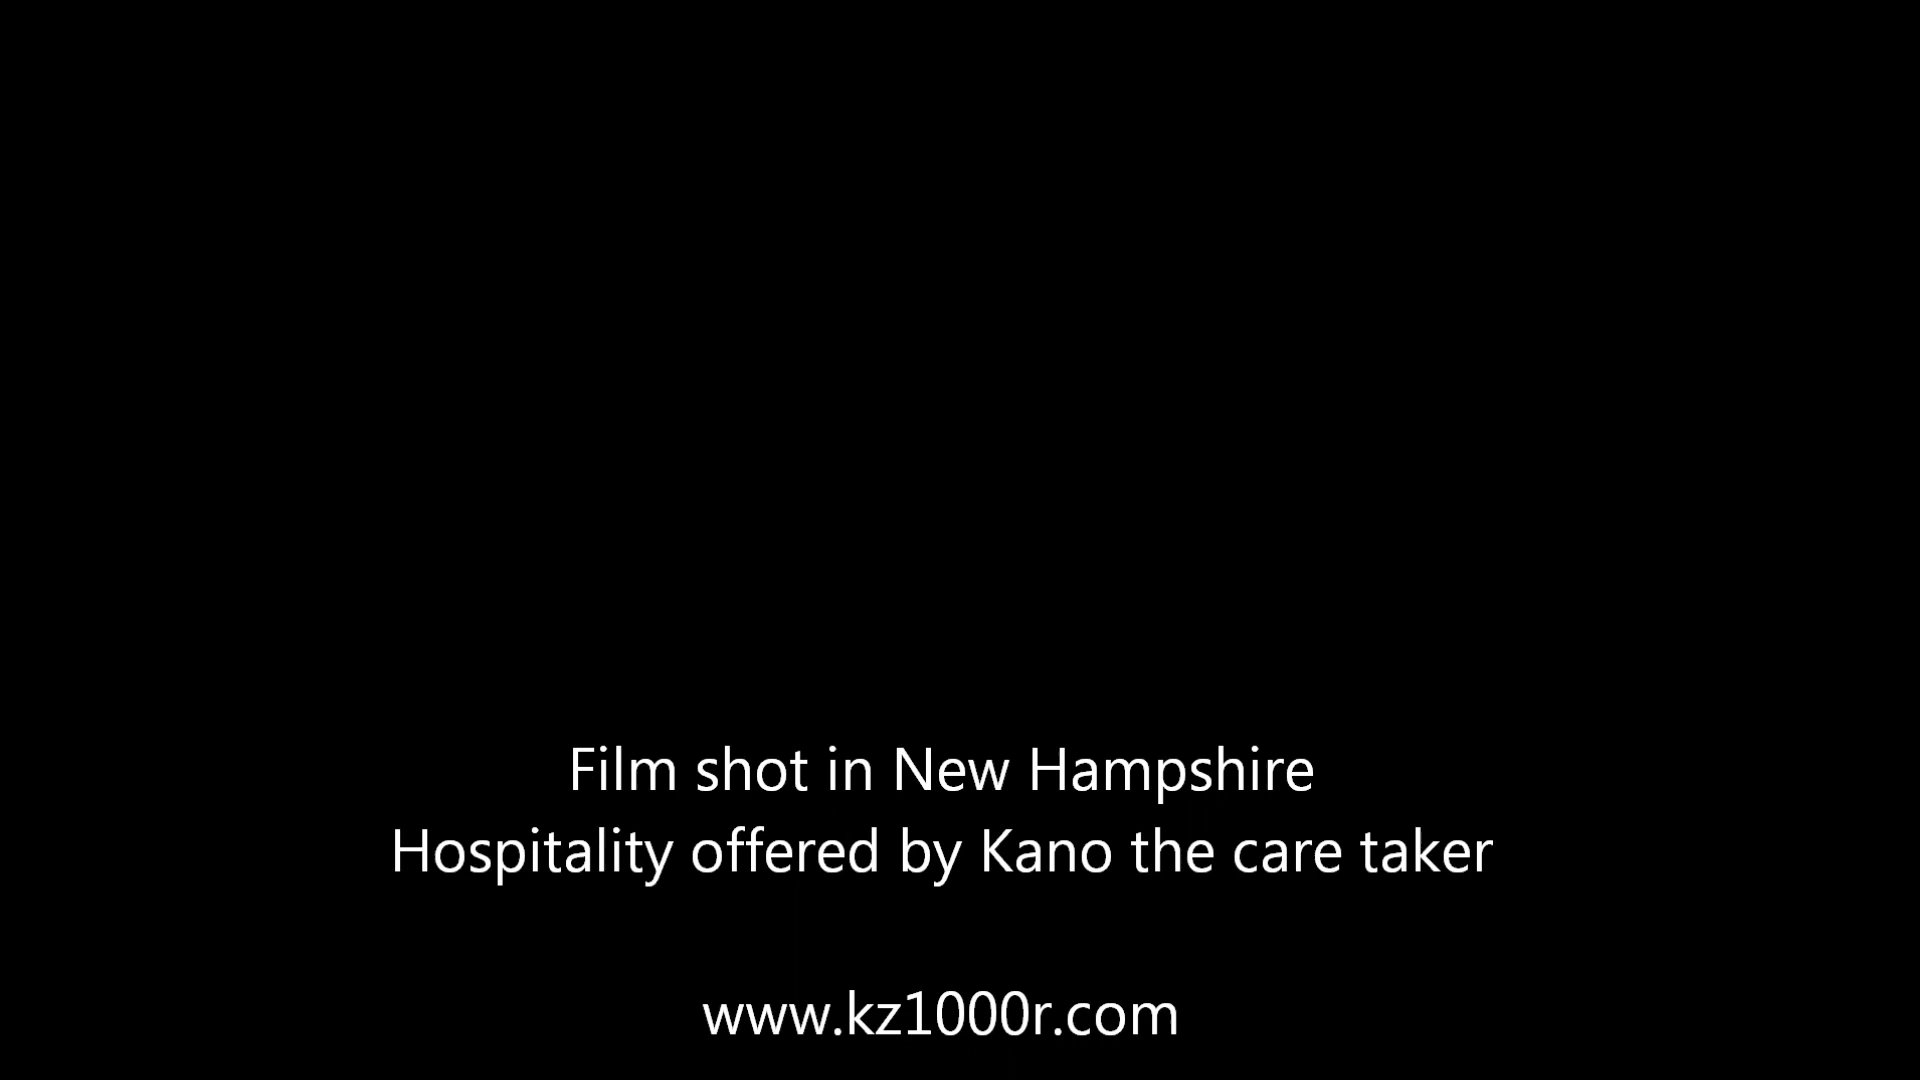 Film shot in New Hampshire
Hospitality offered by Kano the care taker
www.kz1000r.com